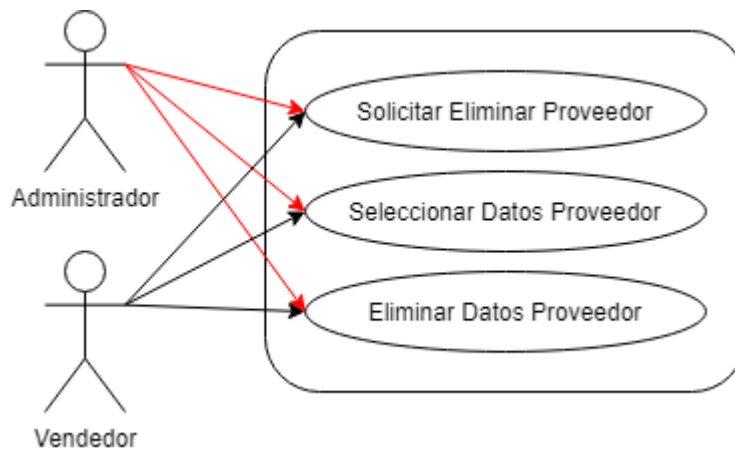 Solicitar Eliminar Proveedor
Administrador
Seleccionar Datos Proveedor
Eliminar Datos Proveedor
Vendedor